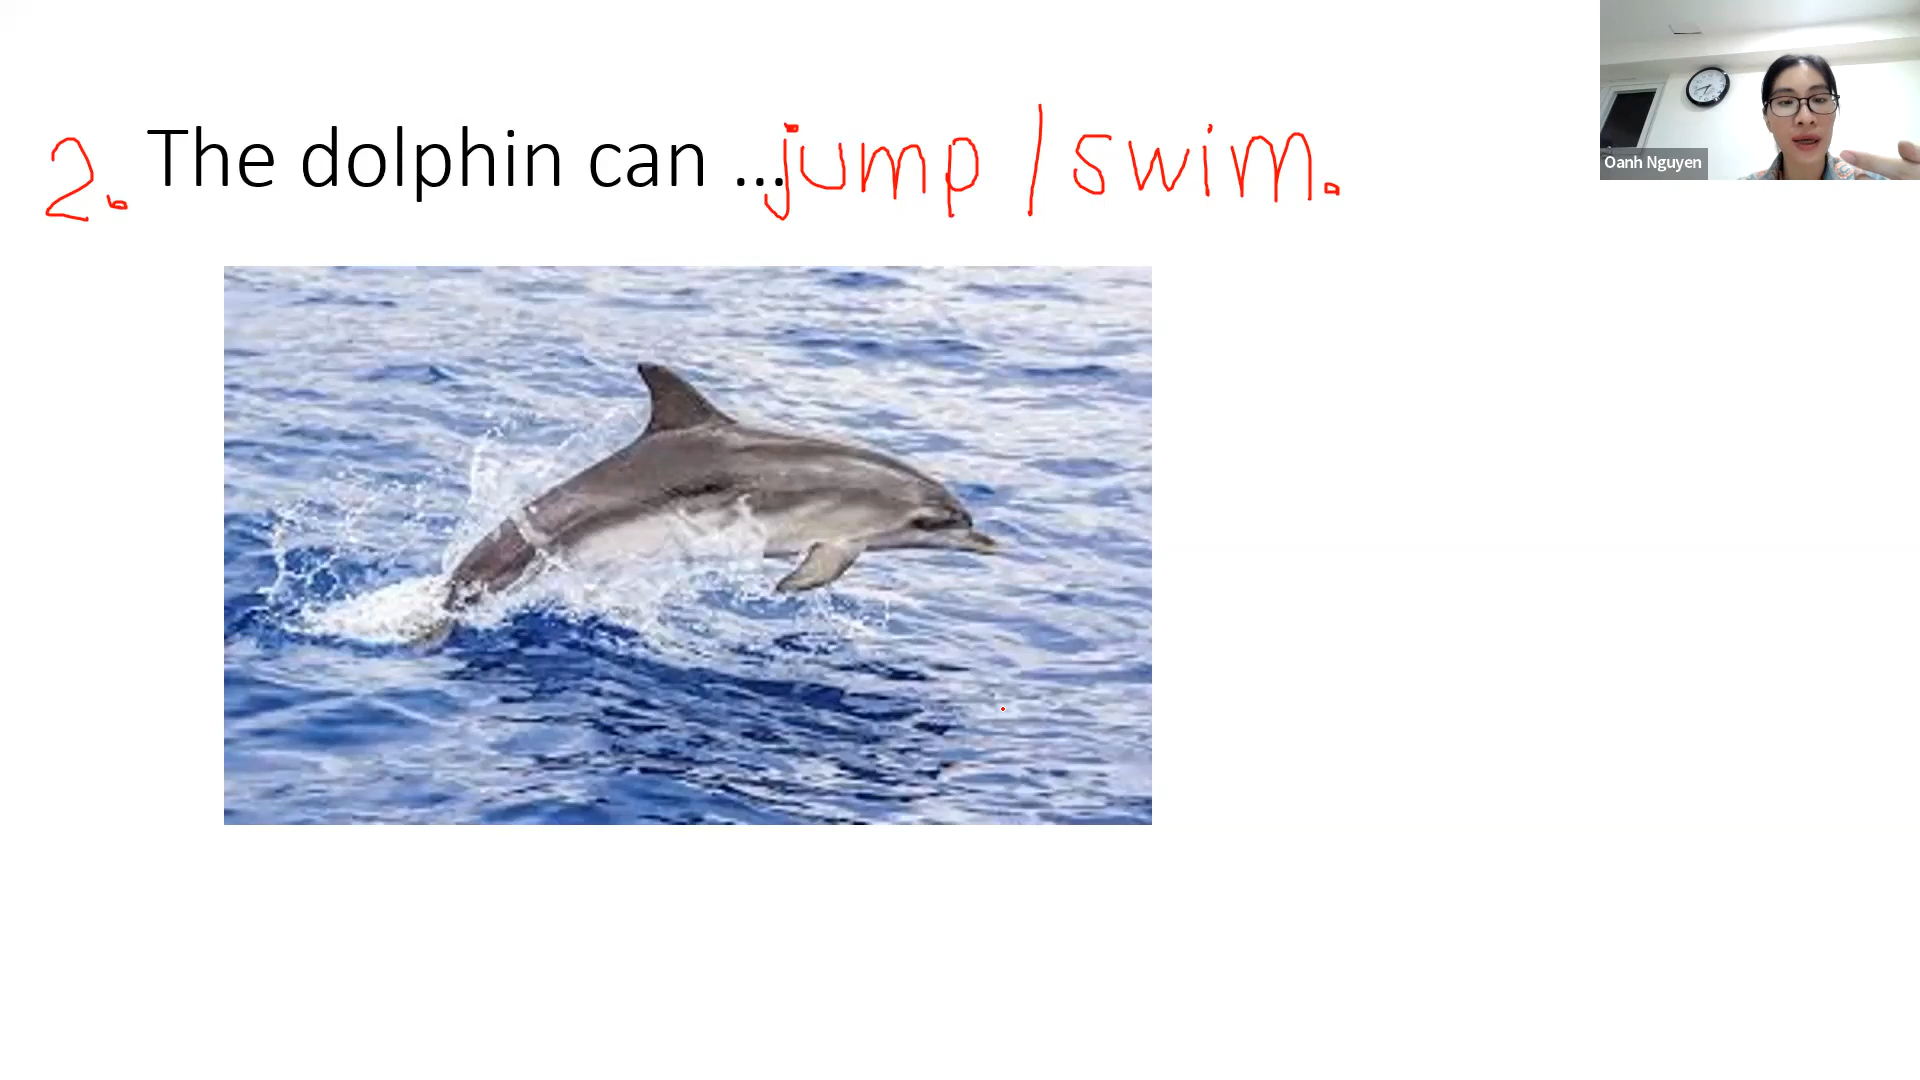 2. The dolphin can ...jump / swim.
Oanh Nguyen